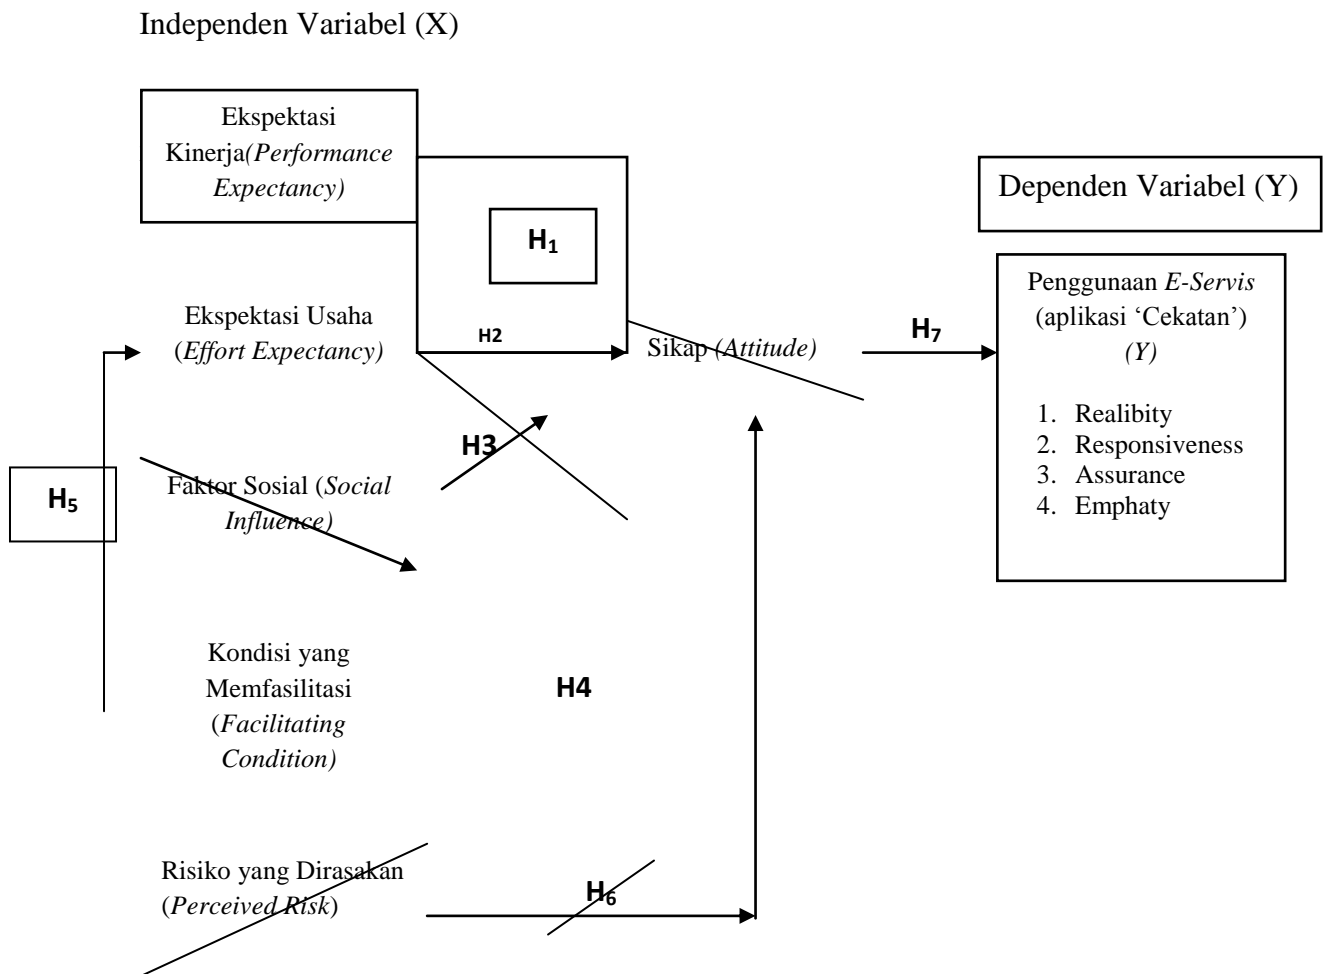 Independen Variabel (X)
Ekspektasi
Kinerja(Performance
Expectancy)
H1
Dependen Variabel (Y)
Penggunaan E-Servis
(aplikasi ‘Cekatan’)
(Y)
1. Realibity
2. Responsiveness
3. Assurance
4. Emphaty
Ekspektasi Usaha
(Effort Expectancy)
H2
Sikap (Attitude)
H7
H3
Faktor Sosial (Social
Influence)
H5
Kondisi yang
Memfasilitasi
(Facilitating
Condition)
H4
Risiko yang Dirasakan
(Perceived Risk)
H6